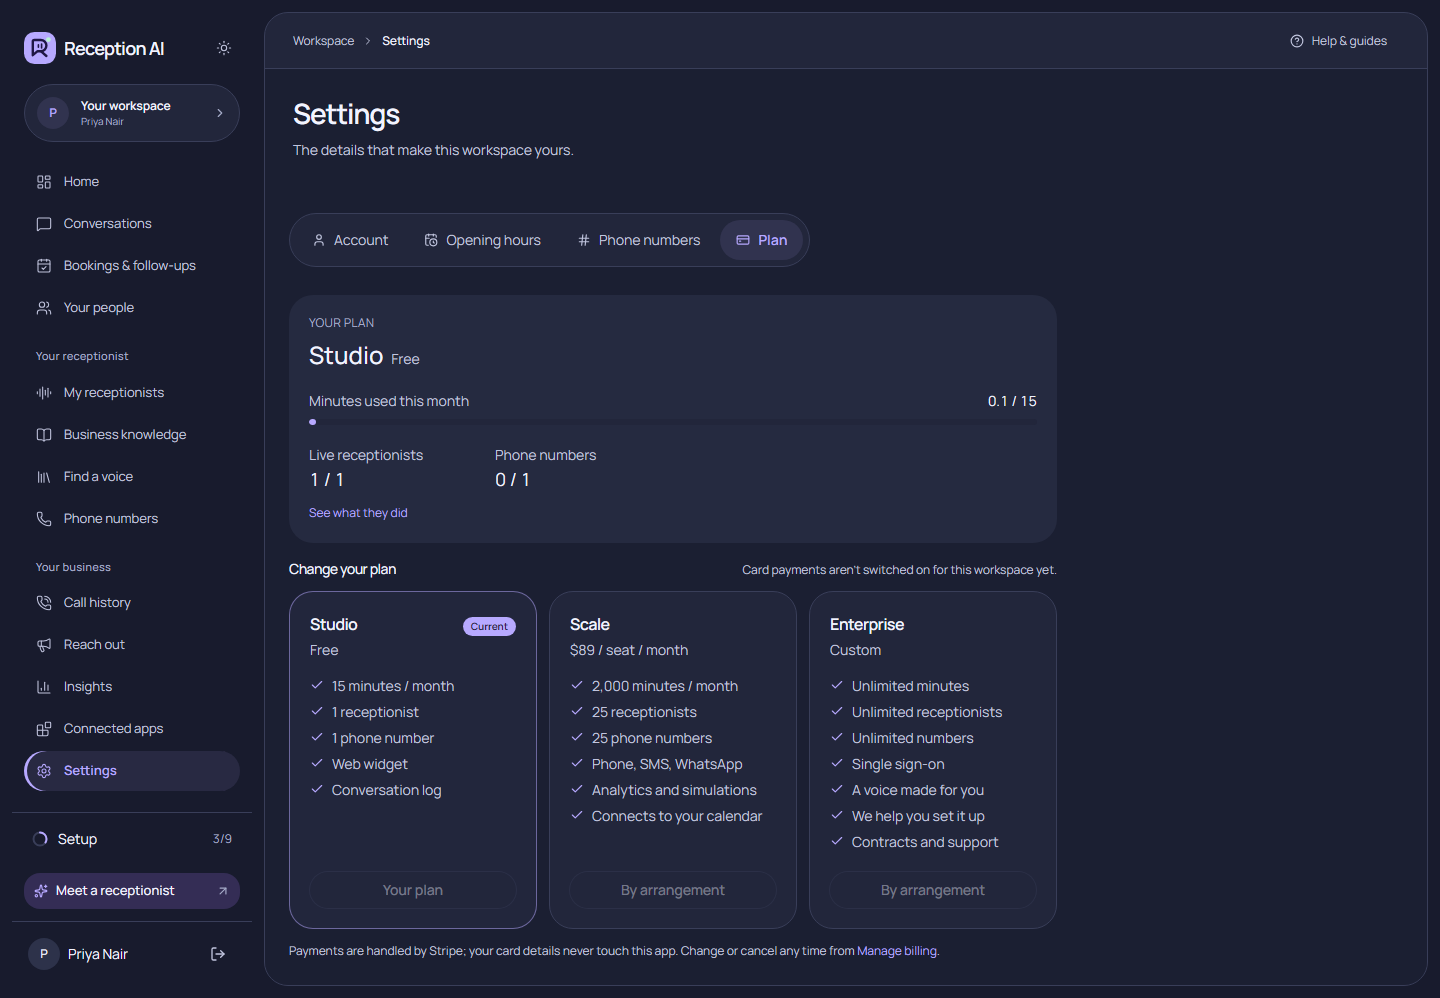 Reception AI
Your workspace
P
Priya Nair
Home
Conversations
Bookings & follow-ups
Your people
Your receptionist
My receptionists
Business knowledge
Find a voice
Phone numbers
Your business
Call history
Reach out
Insights
Connected apps
Settings
Setup 3/9
Meet a receptionist
P Priya Nair
Workspace > Settings
Help & guides
Settings
The details that make this workspace yours.
Account Opening hours Phone numbers Plan
YOUR PLAN
Studio Free
Minutes used this month 0.1 / 15
Live receptionists Phone numbers
1 / 1 0 / 1
See what they did
Change your plan Card payments aren't switched on for this workspace yet.
Studio Current
Free
15 minutes / month
1 receptionist
1 phone number
Web widget
Conversation log
Your plan
Scale
$89 / seat / month
2,000 minutes / month
25 receptionists
25 phone numbers
Phone, SMS, WhatsApp
Analytics and simulations
Connects to your calendar
By arrangement
Enterprise
Custom
Unlimited minutes
Unlimited receptionists
Unlimited numbers
Single sign-on
A voice made for you
We help you set it up
Contracts and support
By arrangement
Payments are handled by Stripe; your card details never touch this app. Change or cancel any time from Manage billing.